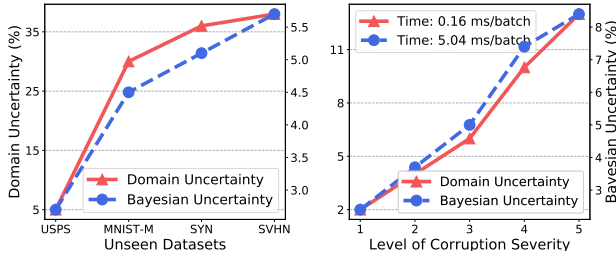 Domain Uncertainty (%)
35
25
15
5
5.5
5.0
4.5
4.0
3.5
3.0
Domain Uncertainty
Bayesian Uncertainty
USPS MNIST-M SYN SVHN
Unseen Datasets
Time: 0.16 ms/batch
Time: 5.04 ms/batch
11
8
5
2
8
7
6
5
Bayesian Uncertainty (%)
Domain Uncertainty
Bayesian Uncertainty
1 2 3 4 5
Level of Corruption Severity